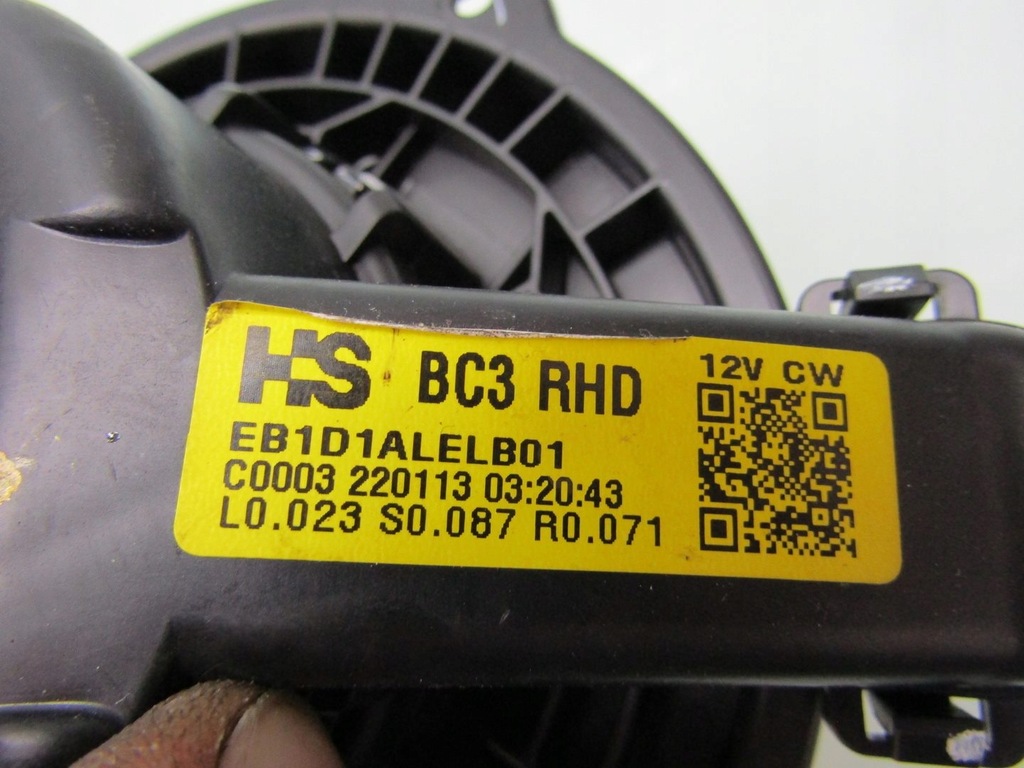 HS BC3 RHD 12V CW
EB1D1ALELB01
C0003 220113 03:20:43
L0.023 S0.087 R0.071